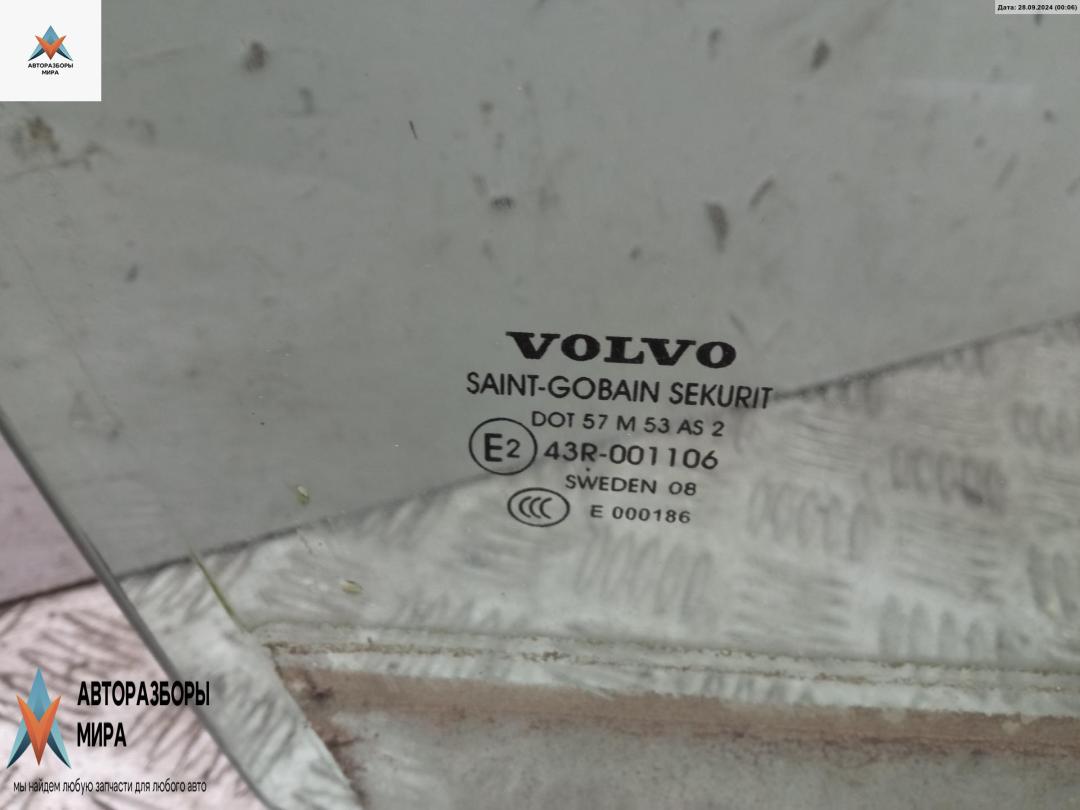 Дата: 28.09.2024 (00:06)
АВТОРАЗБОРЫ
МИРА
VOLVO
SAINT-GOBAIN SEKURIT
DOT 57 M 53 AS 2
E2 43R-001106
SWEDEN 08
CCC E 000186
АВТОРАЗБОРЫ
МИРА
мы найдем любую запчасти для любого авто